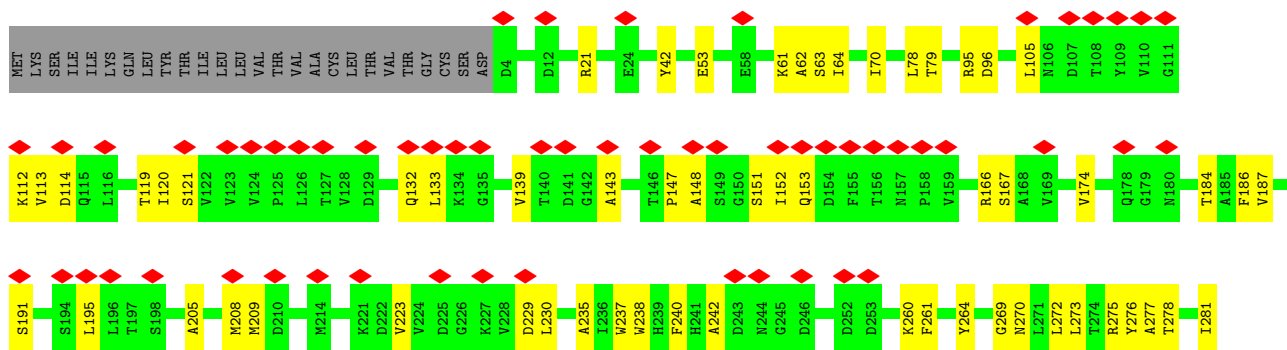 MET LYS SER ILE ILE LYS GLN LEU TYR THR ILE LEU LEU VAL THR VAL ALA CYS LEU THR VAL THR GLY CYS SER ASP D4 D12 R21 E24 Y42 E53 E58 K61 A62 S63 I64 I70 L78 T79 R95 D96 L105 N106 D107 T108 Y109 V110 G111
K112 V113 D114 Q115 L116 T119 I120 S121 V122 V123 V124 P125 L126 T127 V128 D129 Q132 L133 K134 G135 V139 T140 D141 G142 A143 T146 P147 A148 S149 G150 S151 I152 Q153 D154 F155 T156 N157 P158 V159 R166 S167 A168 V169 V174 Q178 G179 N180 T184 A185 F186 V187
S191 S194 L195 L196 T197 S198 A205 M208 M209 D210 M214 K221 D222 V223 V224 D225 G226 K227 V228 D229 L230 A235 I236 W237 W238 H239 F240 H241 A242 D243 N244 G245 D246 D252 D253 K260 F261 Y264 G269 N270 L271 L272 L273 T274 R275 Y276 A277 T278 I281